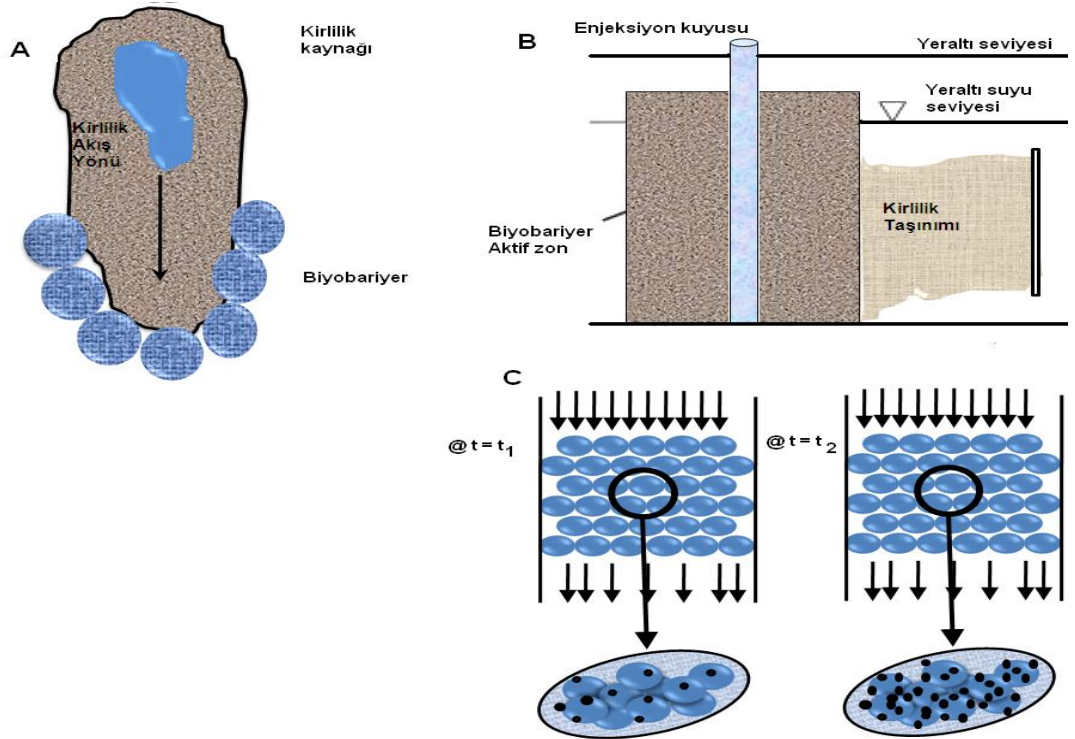 A
Kirlilik
kaynağı
Kirlilik
Akış
Yönü
Biyobariyer
B
Enjeksiyon kuyusu
Yeraltı seviyesi
Yeraltı suyu
seviyesi
Biyobariyer
Aktif zon
Kirlilik
Taşınımı
C
@ t = t1
@ t = t2